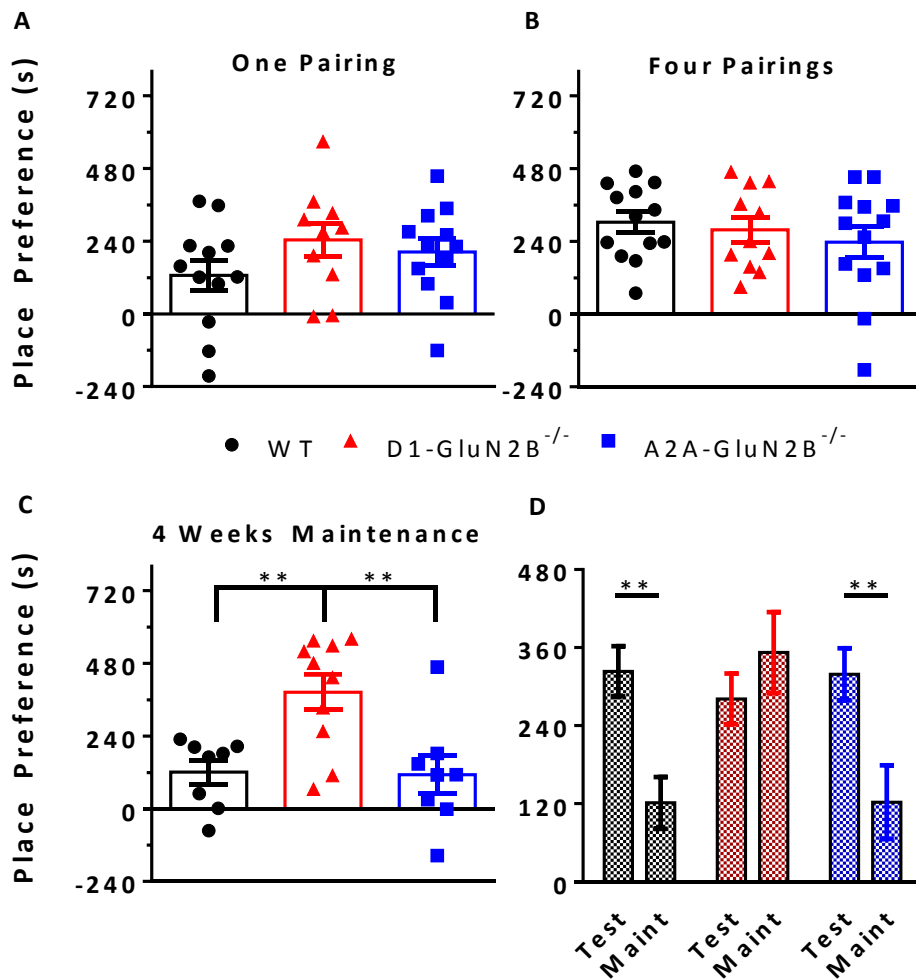 A
One Pairing
Place Preference (s)
720
480
240
0
-240
B
Four Pairings
720
480
240
0
-240
WT D1-GluN2B-/- A2A-GluN2B-/-
C
4 Weeks Maintenance
Place Preference (s)
720
480
240
0
-240
** **
D
480
360
240
120
0
** **
Test Maint Test Maint Test Maint